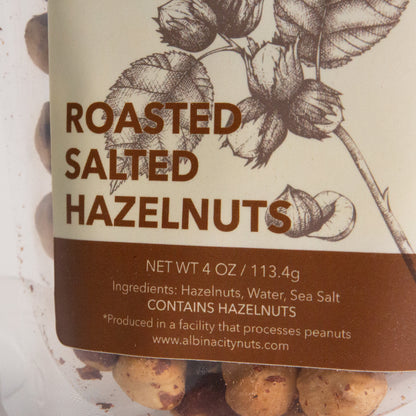 ROASTED
SALTED
HAZELNUTS
NET WT 4 OZ / 113.4g
Ingredients: Hazelnuts, Water, Sea Salt
CONTAINS HAZELNUTS
*Produced in a facility that processes peanuts
www.albinacitynuts.com